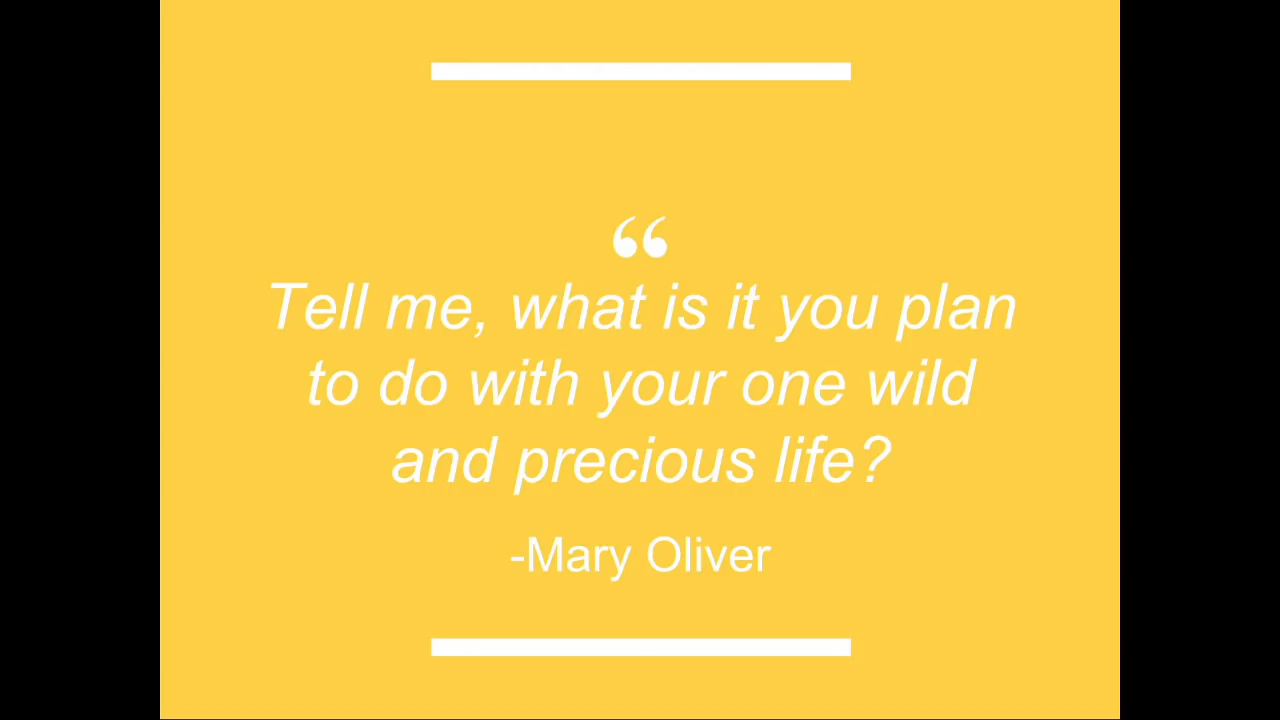 “
Tell me, what is it you plan
to do with your one wild
and precious life?
-Mary Oliver